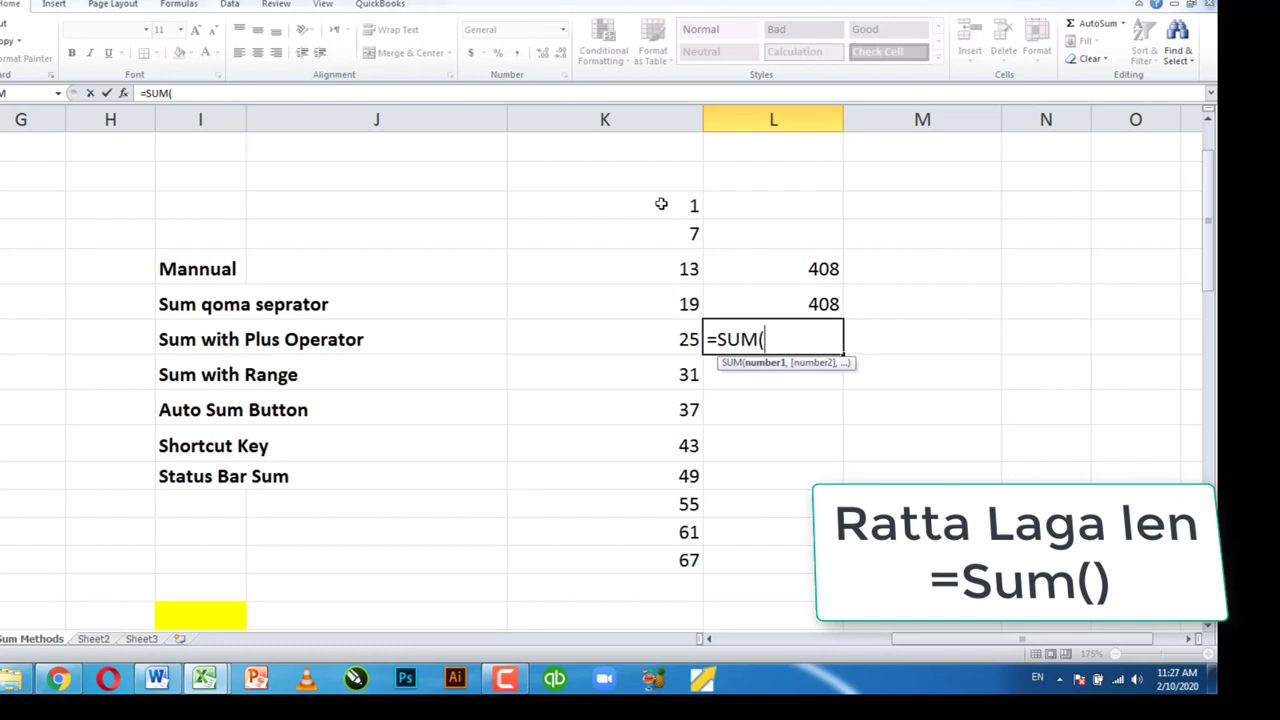 Home Insert Page Layout Formulas Data Review View QuickBooks
11 Wrap Text General Normal Bad Good AutoSum
Merge & Center Conditional Formatting Format as Table Neutral Calculation Check Cell Insert Delete Format Fill Clear Sort & Filter Find & Select
Format Painter
Font Alignment Number Styles Cells Editing
=SUM(
G H I J K L M N O
1
7
Mannual 13 408
Sum qoma seprator 19 408
Sum with Plus Operator 25 =SUM(
SUM(number1, [number2], ...)
Sum with Range 31
Auto Sum Button 37
Shortcut Key 43
Status Bar Sum 49
55
61
67
Ratta Laga len
=Sum()
Sum Methods Sheet2 Sheet3
175%
EN 11:27 AM
2/10/2020